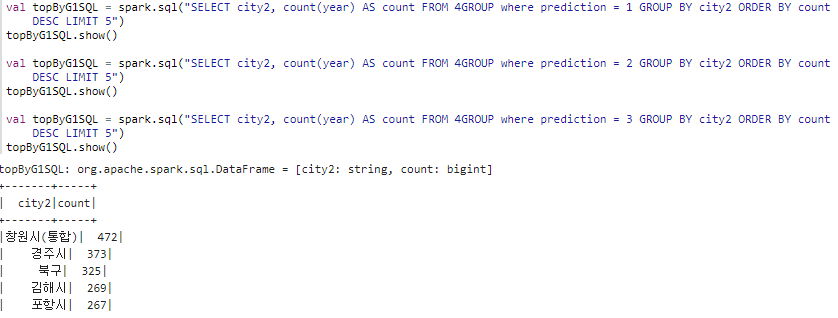 val topByG1SQL = spark.sql("SELECT city2, count(year) AS count FROM 4GROUP where prediction = 1 GROUP BY city2 ORDER BY count
DESC LIMIT 5")
topByG1SQL.show()
val topByG1SQL = spark.sql("SELECT city2, count(year) AS count FROM 4GROUP where prediction = 2 GROUP BY city2 ORDER BY count
DESC LIMIT 5")
topByG1SQL.show()
val topByG1SQL = spark.sql("SELECT city2, count(year) AS count FROM 4GROUP where prediction = 3 GROUP BY city2 ORDER BY count
DESC LIMIT 5")
topByG1SQL.show()
topByG1SQL: org.apache.spark.sql.DataFrame = [city2: string, count: bigint]
+-------+-----+
|  city2|count|
+-------+-----+
|창원시(통합)|  472|
|    경주시|  373|
|     북구|  325|
|    김해시|  269|
|    포항시|  267|